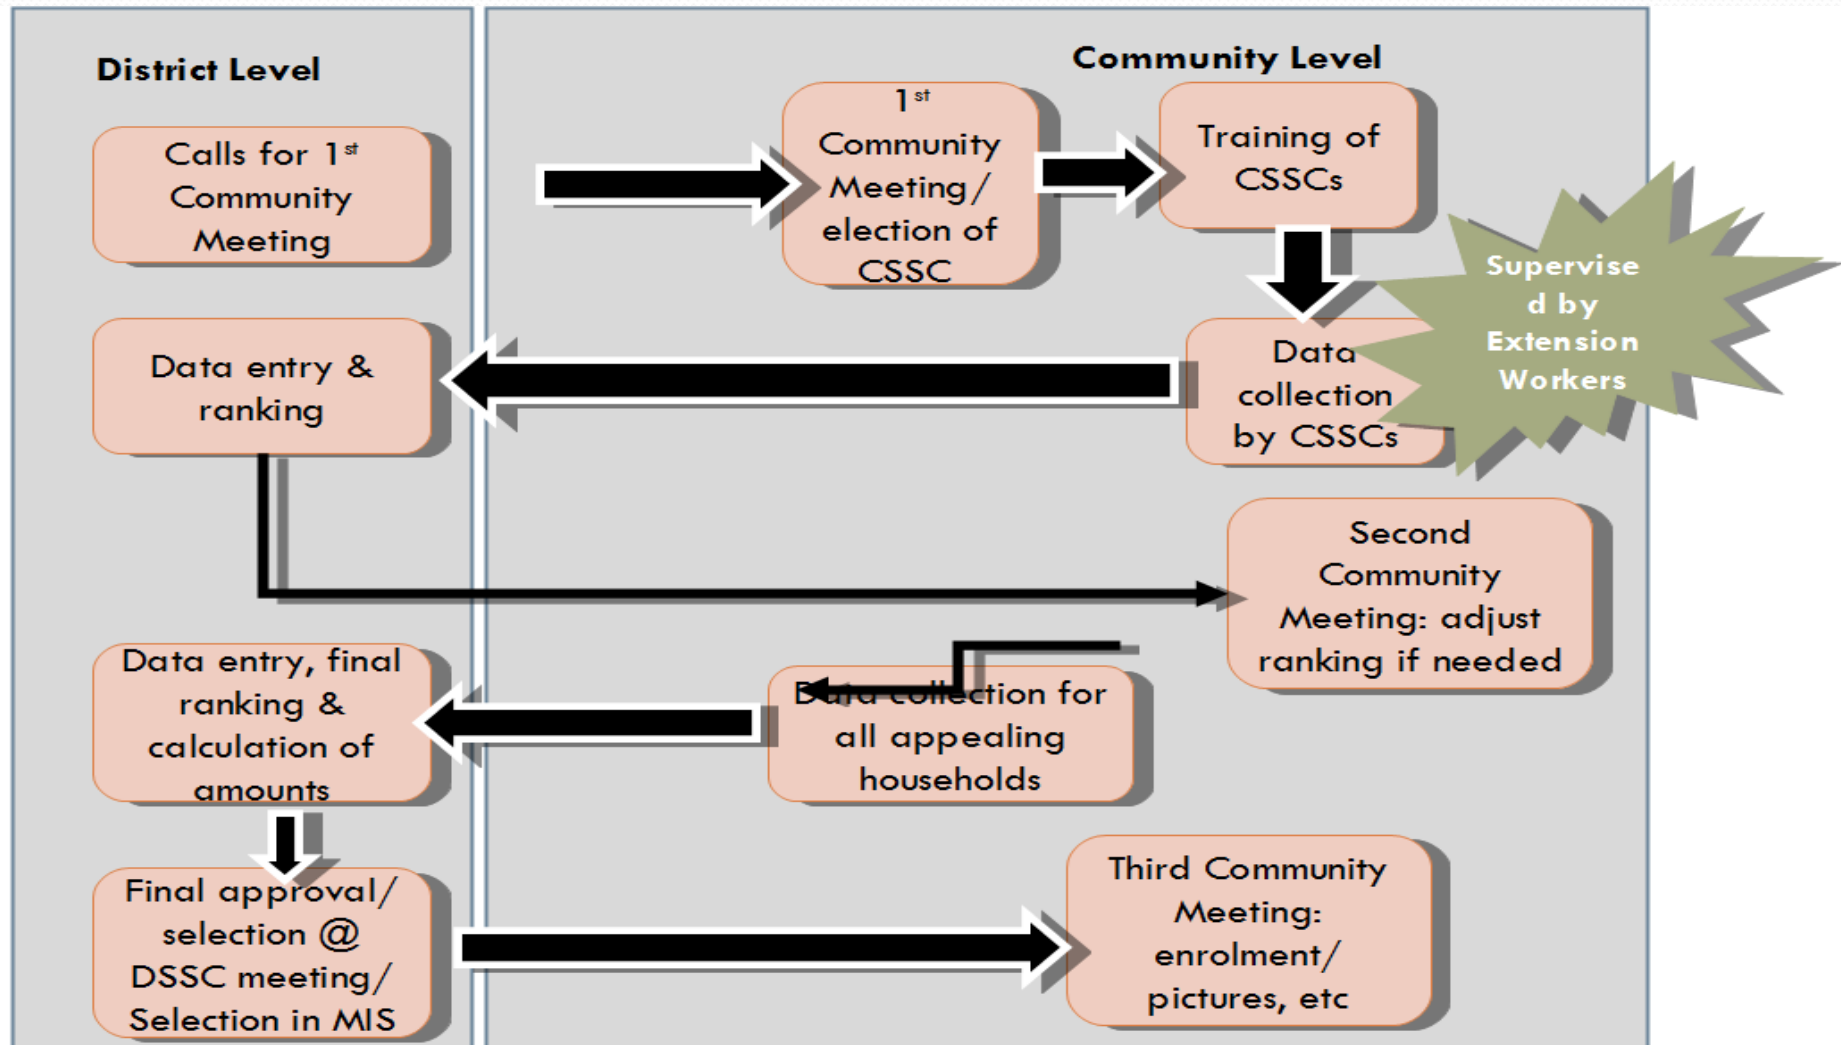 District Level
Community Level
Calls for 1st
Community
Meeting
1st
Community
Meeting/
election of
CSSC
Training of
CSSCs
Supervise
d by
Extension
Workers
Data entry &
ranking
Data
collection
by CSSCs
Second
Community
Meeting: adjust
ranking if needed
Data entry, final
ranking &
calculation of
amounts
Data collection for
all appealing
households
Final approval/
selection @
DSSC meeting/
Selection in MIS
Third Community
Meeting:
enrolment/
pictures, etc